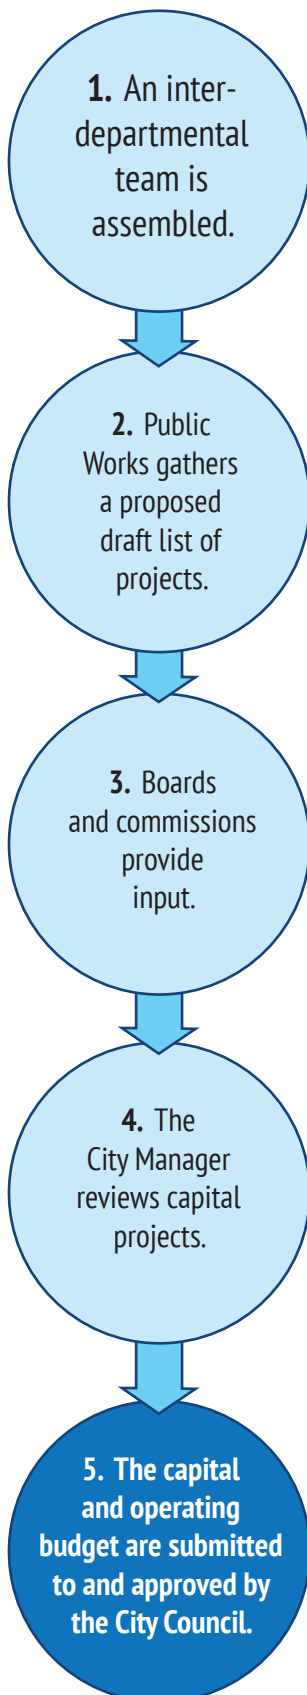 1. An inter-
departmental
team is
assembled.
2. Public
Works gathers
a proposed
draft list of
projects.
3. Boards
and commissions
provide
input.
4. The
City Manager
reviews capital
projects.
5. The capital
and operating
budget are submitted
to and approved by
the City Council.